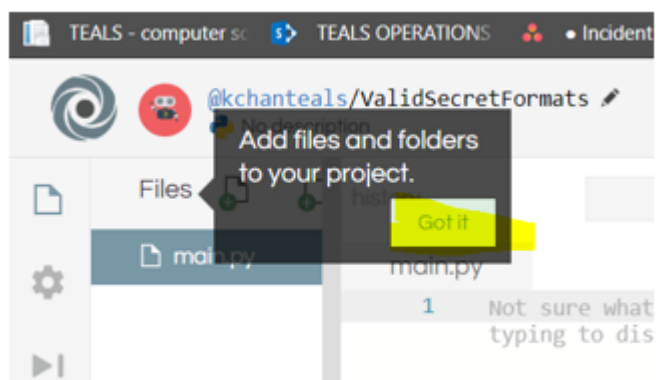 TEALS - computer sc TEALS OPERATIONS • Incident
@kchanteals/ValidSecretFormats
No description
Add files and folders
to your project.
Files
history
Got it
main.py
main.py
1 Not sure what
typing to dis